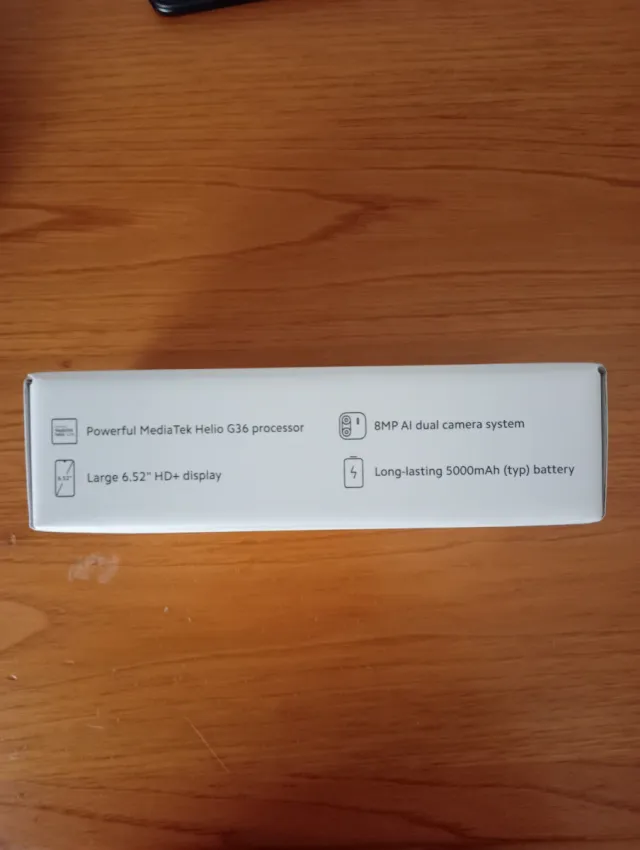 Powerful MediaTek Helio G36 processor
8MP AI dual camera system
Large 6.52" HD+ display
Long-lasting 5000mAh (typ) battery